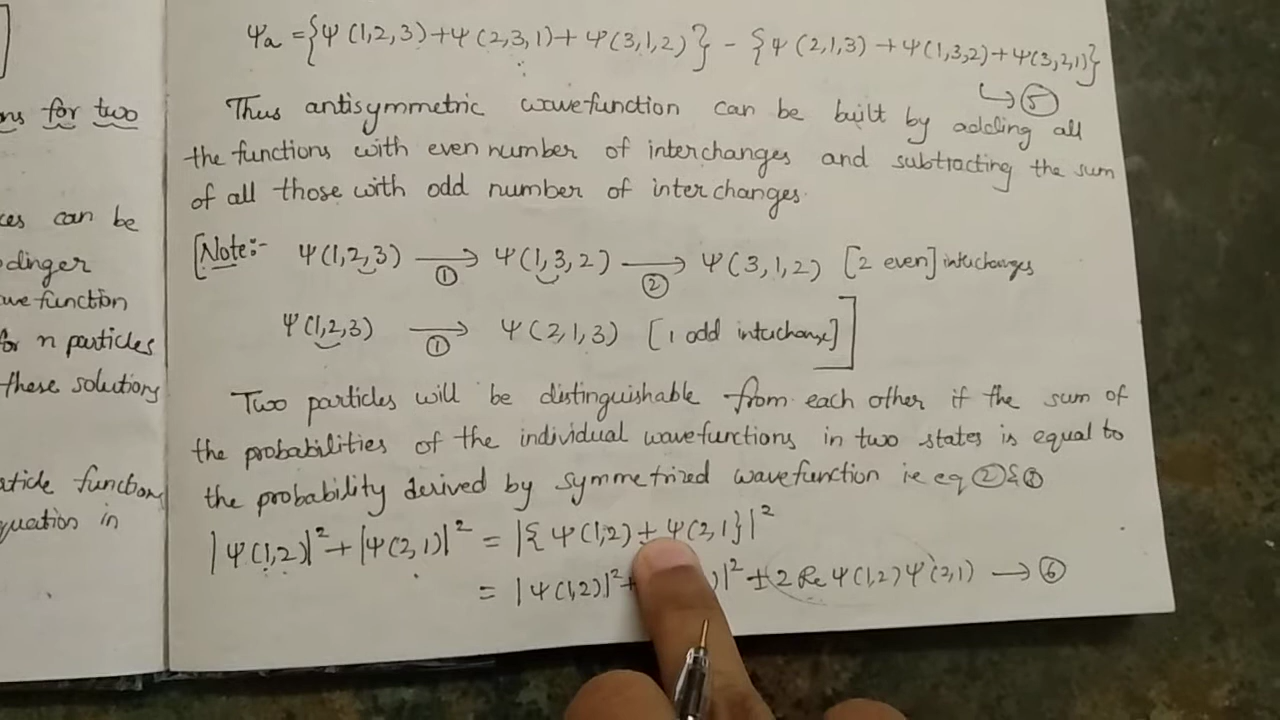 Ψa = {Ψ(1,2,3)+Ψ(2,3,1)+Ψ(3,1,2)} - {Ψ(2,1,3)+Ψ(1,3,2)+Ψ(3,2,1)}
↳⑤
Thus antisymmetric wavefunction can be built by adding all
the functions with even number of interchanges and subtracting the sum
of all those with odd number of interchanges.
[Note:- Ψ(1,2,3) ⟶ ① Ψ(1,3,2) ⟶ ② Ψ(3,1,2) [2 even] interchanges
Ψ(1,2,3) ⟶ ① Ψ(2,1,3) [1 odd interchange]]
Two particles will be distinguishable from each other if the sum of
the probabilities of the individual wavefunctions in two states is equal to
the probability derived by symmetrized wavefunction i.e eq ② &
|Ψ(1,2)|²+|Ψ(2,1)|² = |{Ψ(1,2) ± Ψ(2,1}|²
= |Ψ(1,2)|²+ )|² ± 2 Re Ψ(1,2)Ψ(2,1) → ⑥
ns for two
ces can be
dinger
wefunction
for n particles
these solutions
article function
quation in